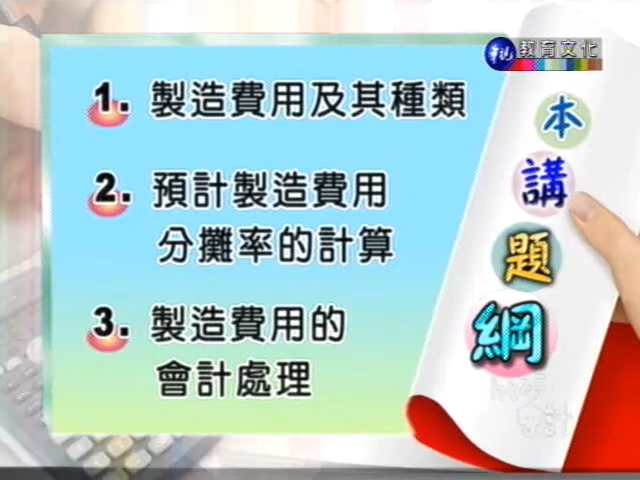 華視 教育文化
1. 製造費用及其種類
2. 預計製造費用
分攤率的計算
3. 製造費用的
會計處理
本講題綱
會計